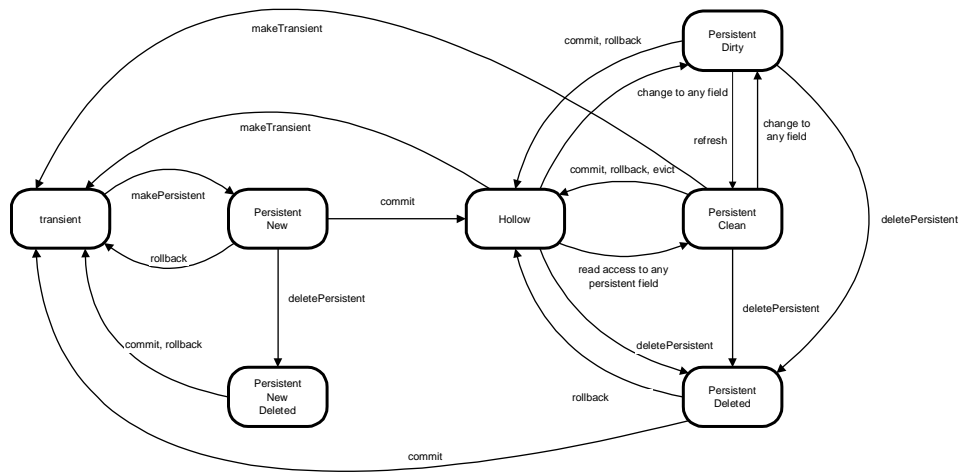 makeTransient
commit, rollback
Persistent
Dirty
change to any field
makeTransient
change to
any field
refresh
commit, rollback, evict
makePersistent
transient
Persistent
New
commit
Hollow
Persistent
Clean
deletePersistent
rollback
read access to any
persistent field
deletePersistent
deletePersistent
commit, rollback
deletePersistent
Persistent
New
Deleted
rollback
Persistent
Deleted
commit